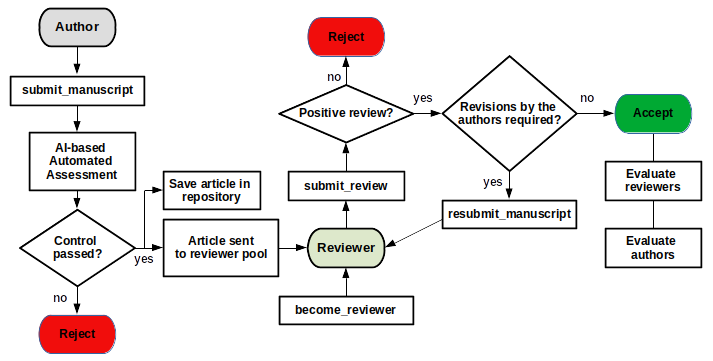 Author
submit_manuscript
AI-based
Automated
Assessment
Control
passed?
no
Reject
yes
Save article in
repository
Article sent
to reviewer pool
Reviewer
become_reviewer
submit_review
Positive review?
no
Reject
yes
Revisions by the
authors required?
yes
resubmit_manuscript
no
Accept
Evaluate
reviewers
Evaluate
authors